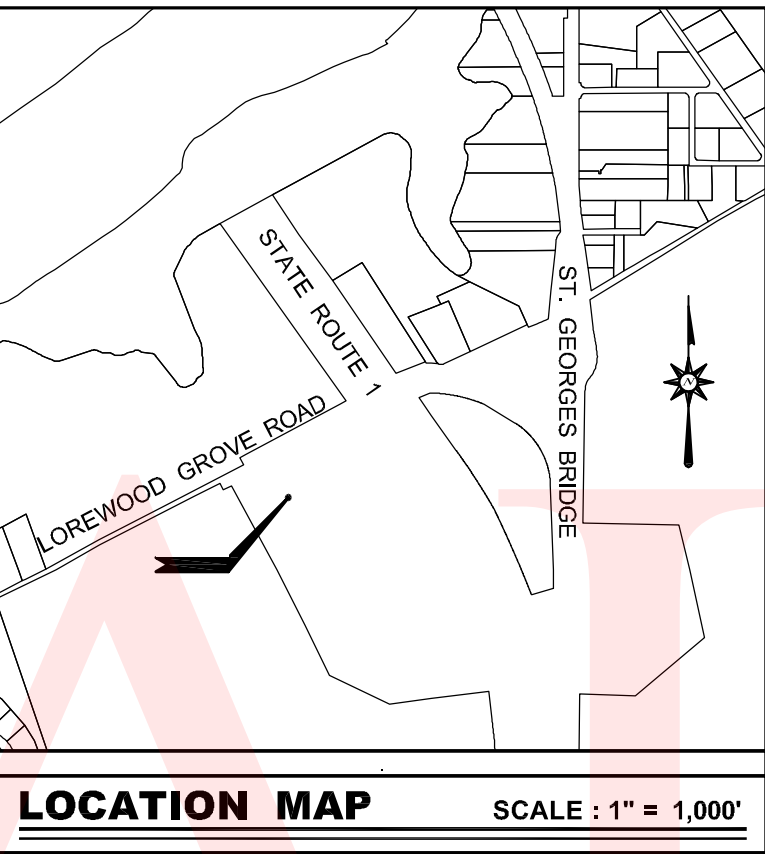 STATE ROUTE 1
ST. GEORGES BRIDGE
N
LOREWOOD GROVE ROAD
LOCATION MAP
SCALE : 1" = 1,000'